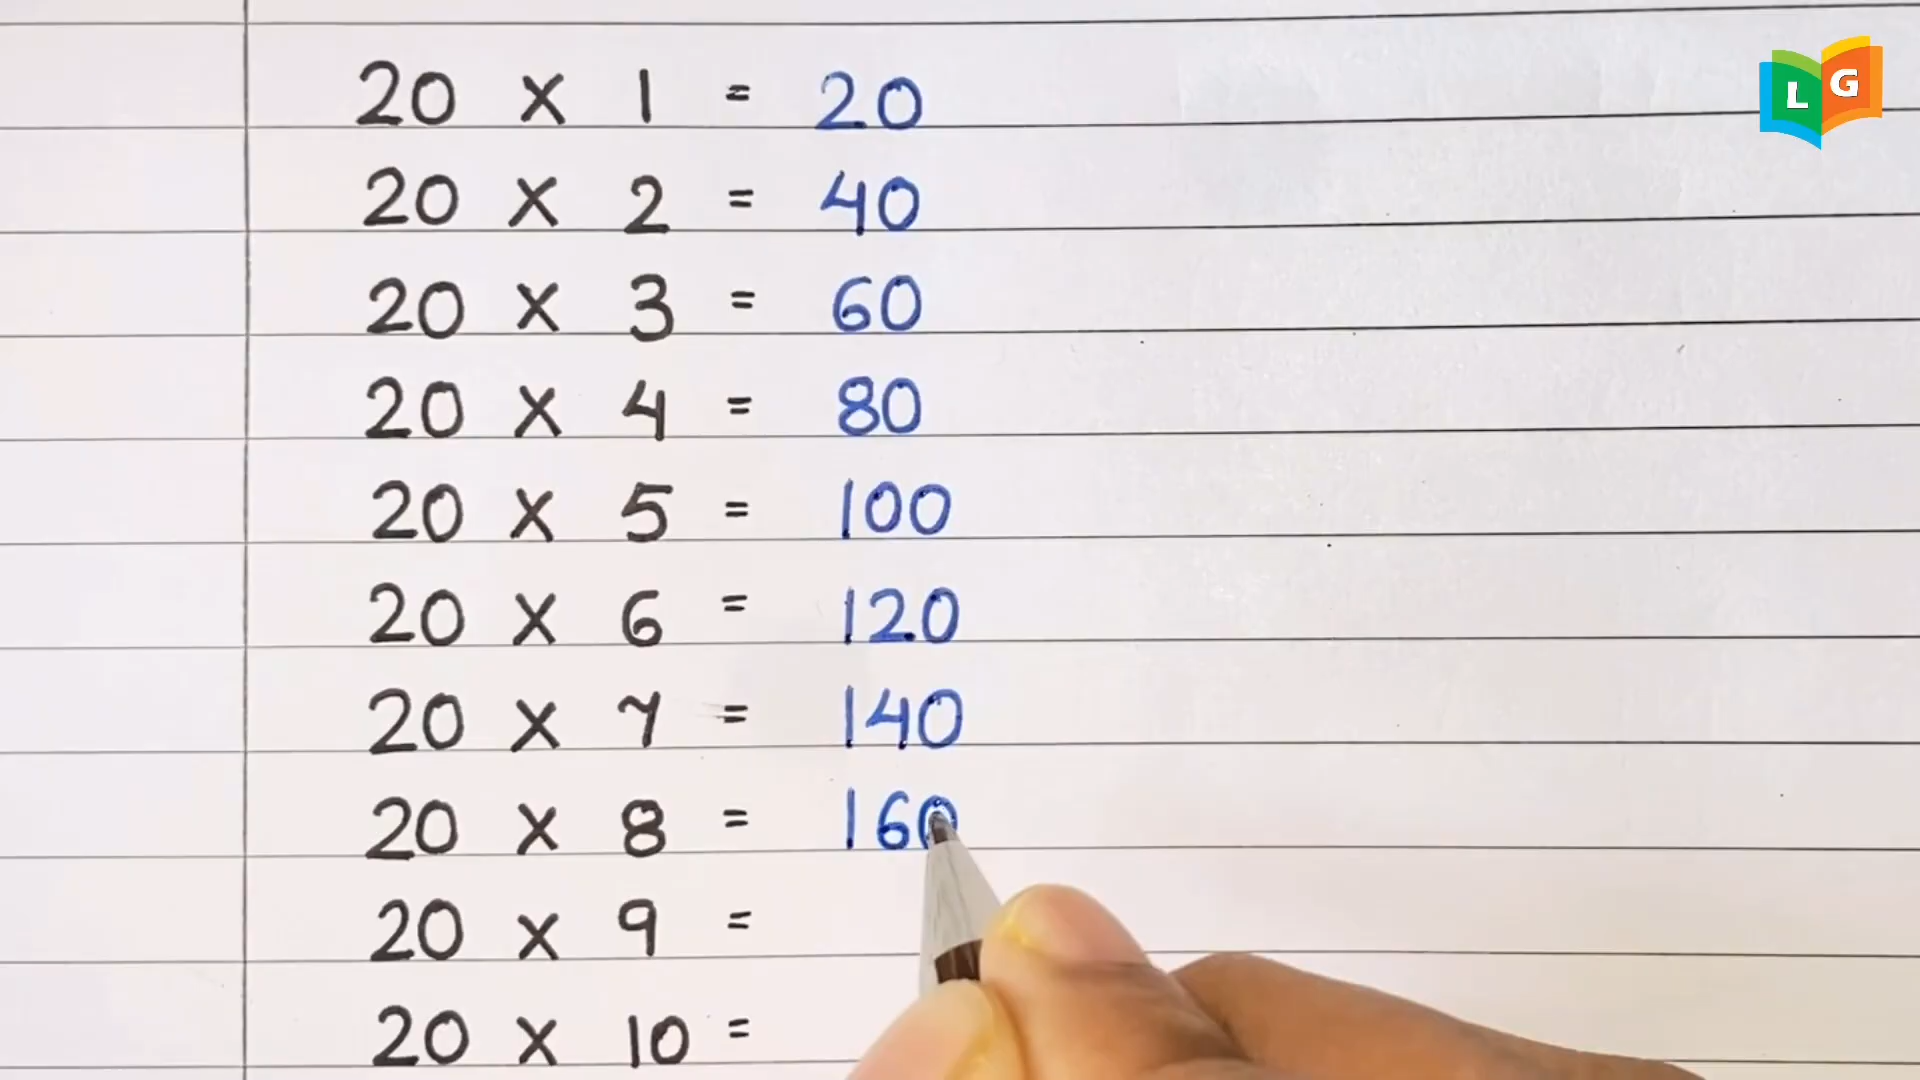 20 X 1 = 20
20 X 2 = 40
20 X 3 = 60
20 X 4 = 80
20 X 5 = 100
20 X 6 = 120
20 X 7 = 140
20 X 8 = 160
20 X 9 =
20 X 10 =
LG